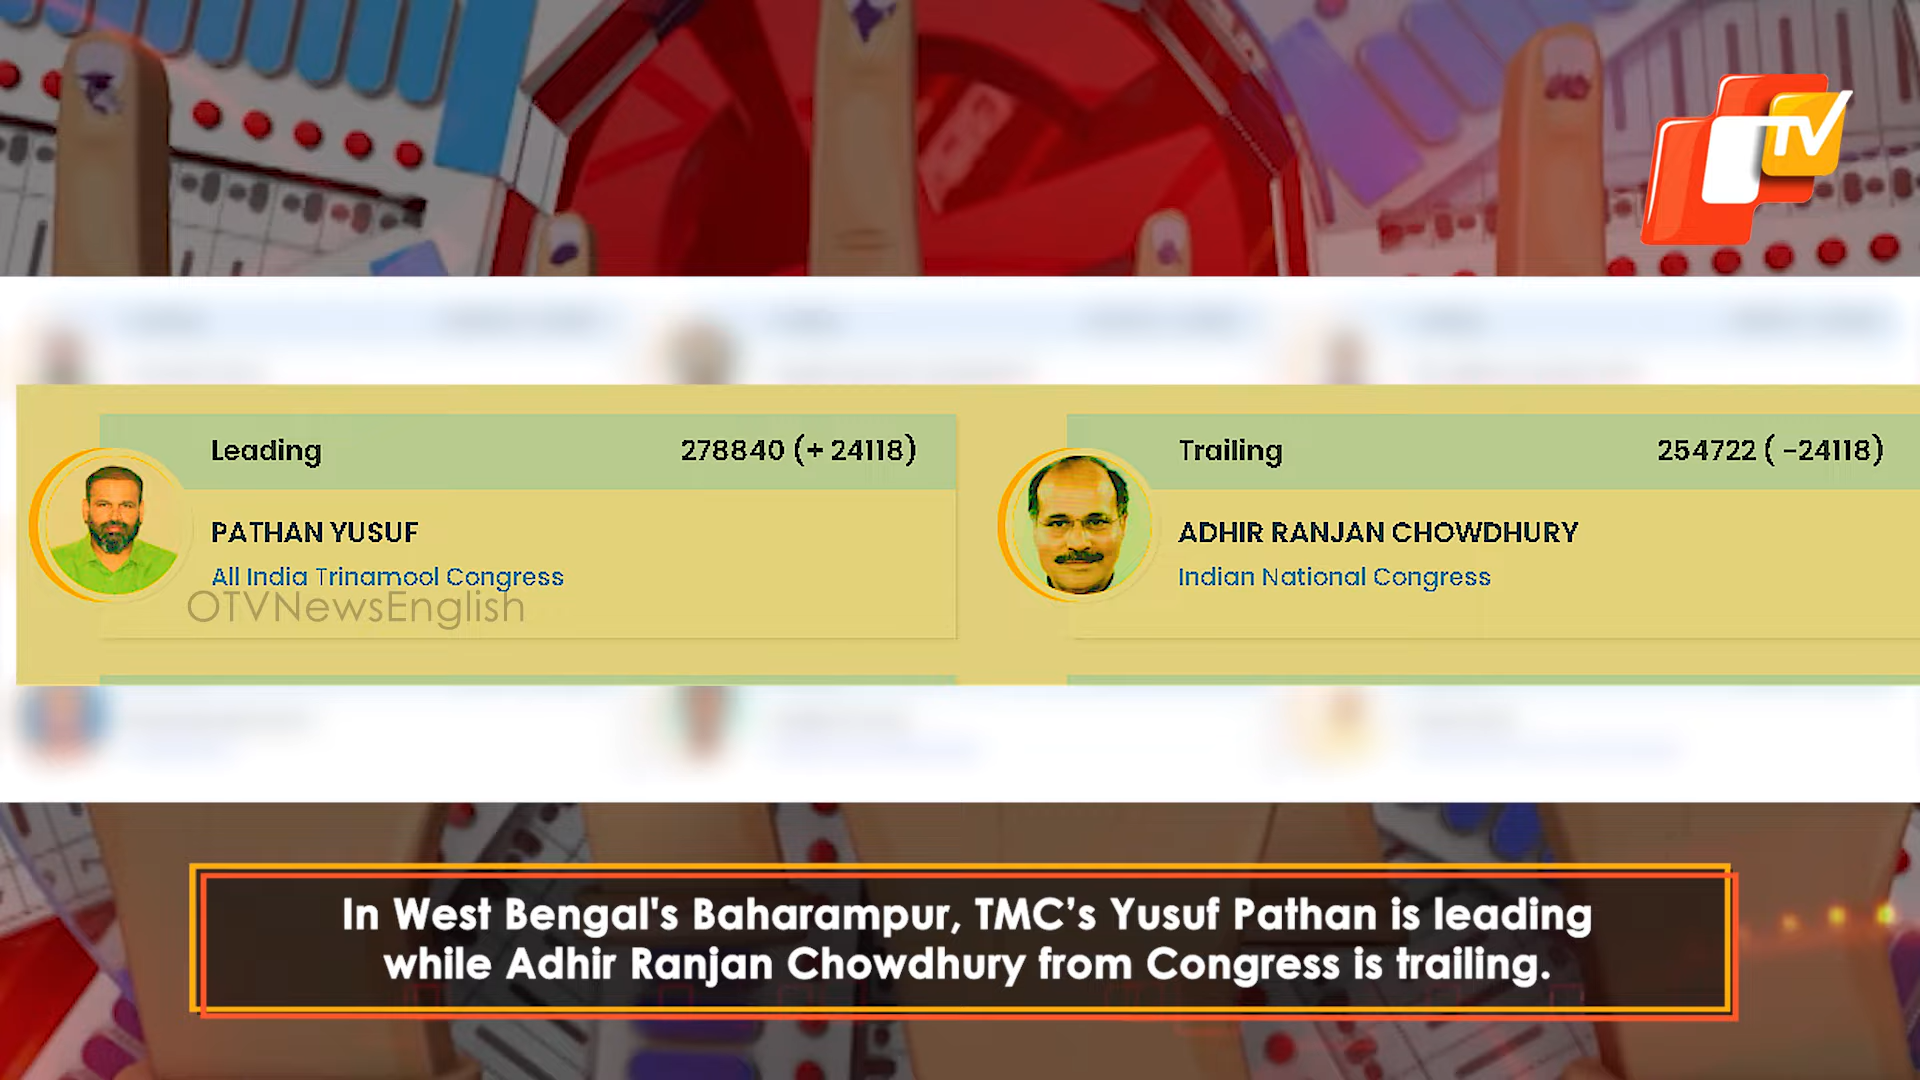 TV
Leading 278840 (+ 24118)
PATHAN YUSUF
All India Trinamool Congress
OTVNewsEnglish
Trailing 254722 ( -24118)
ADHIR RANJAN CHOWDHURY
Indian National Congress
In West Bengal's Baharampur, TMC’s Yusuf Pathan is leading
while Adhir Ranjan Chowdhury from Congress is trailing.